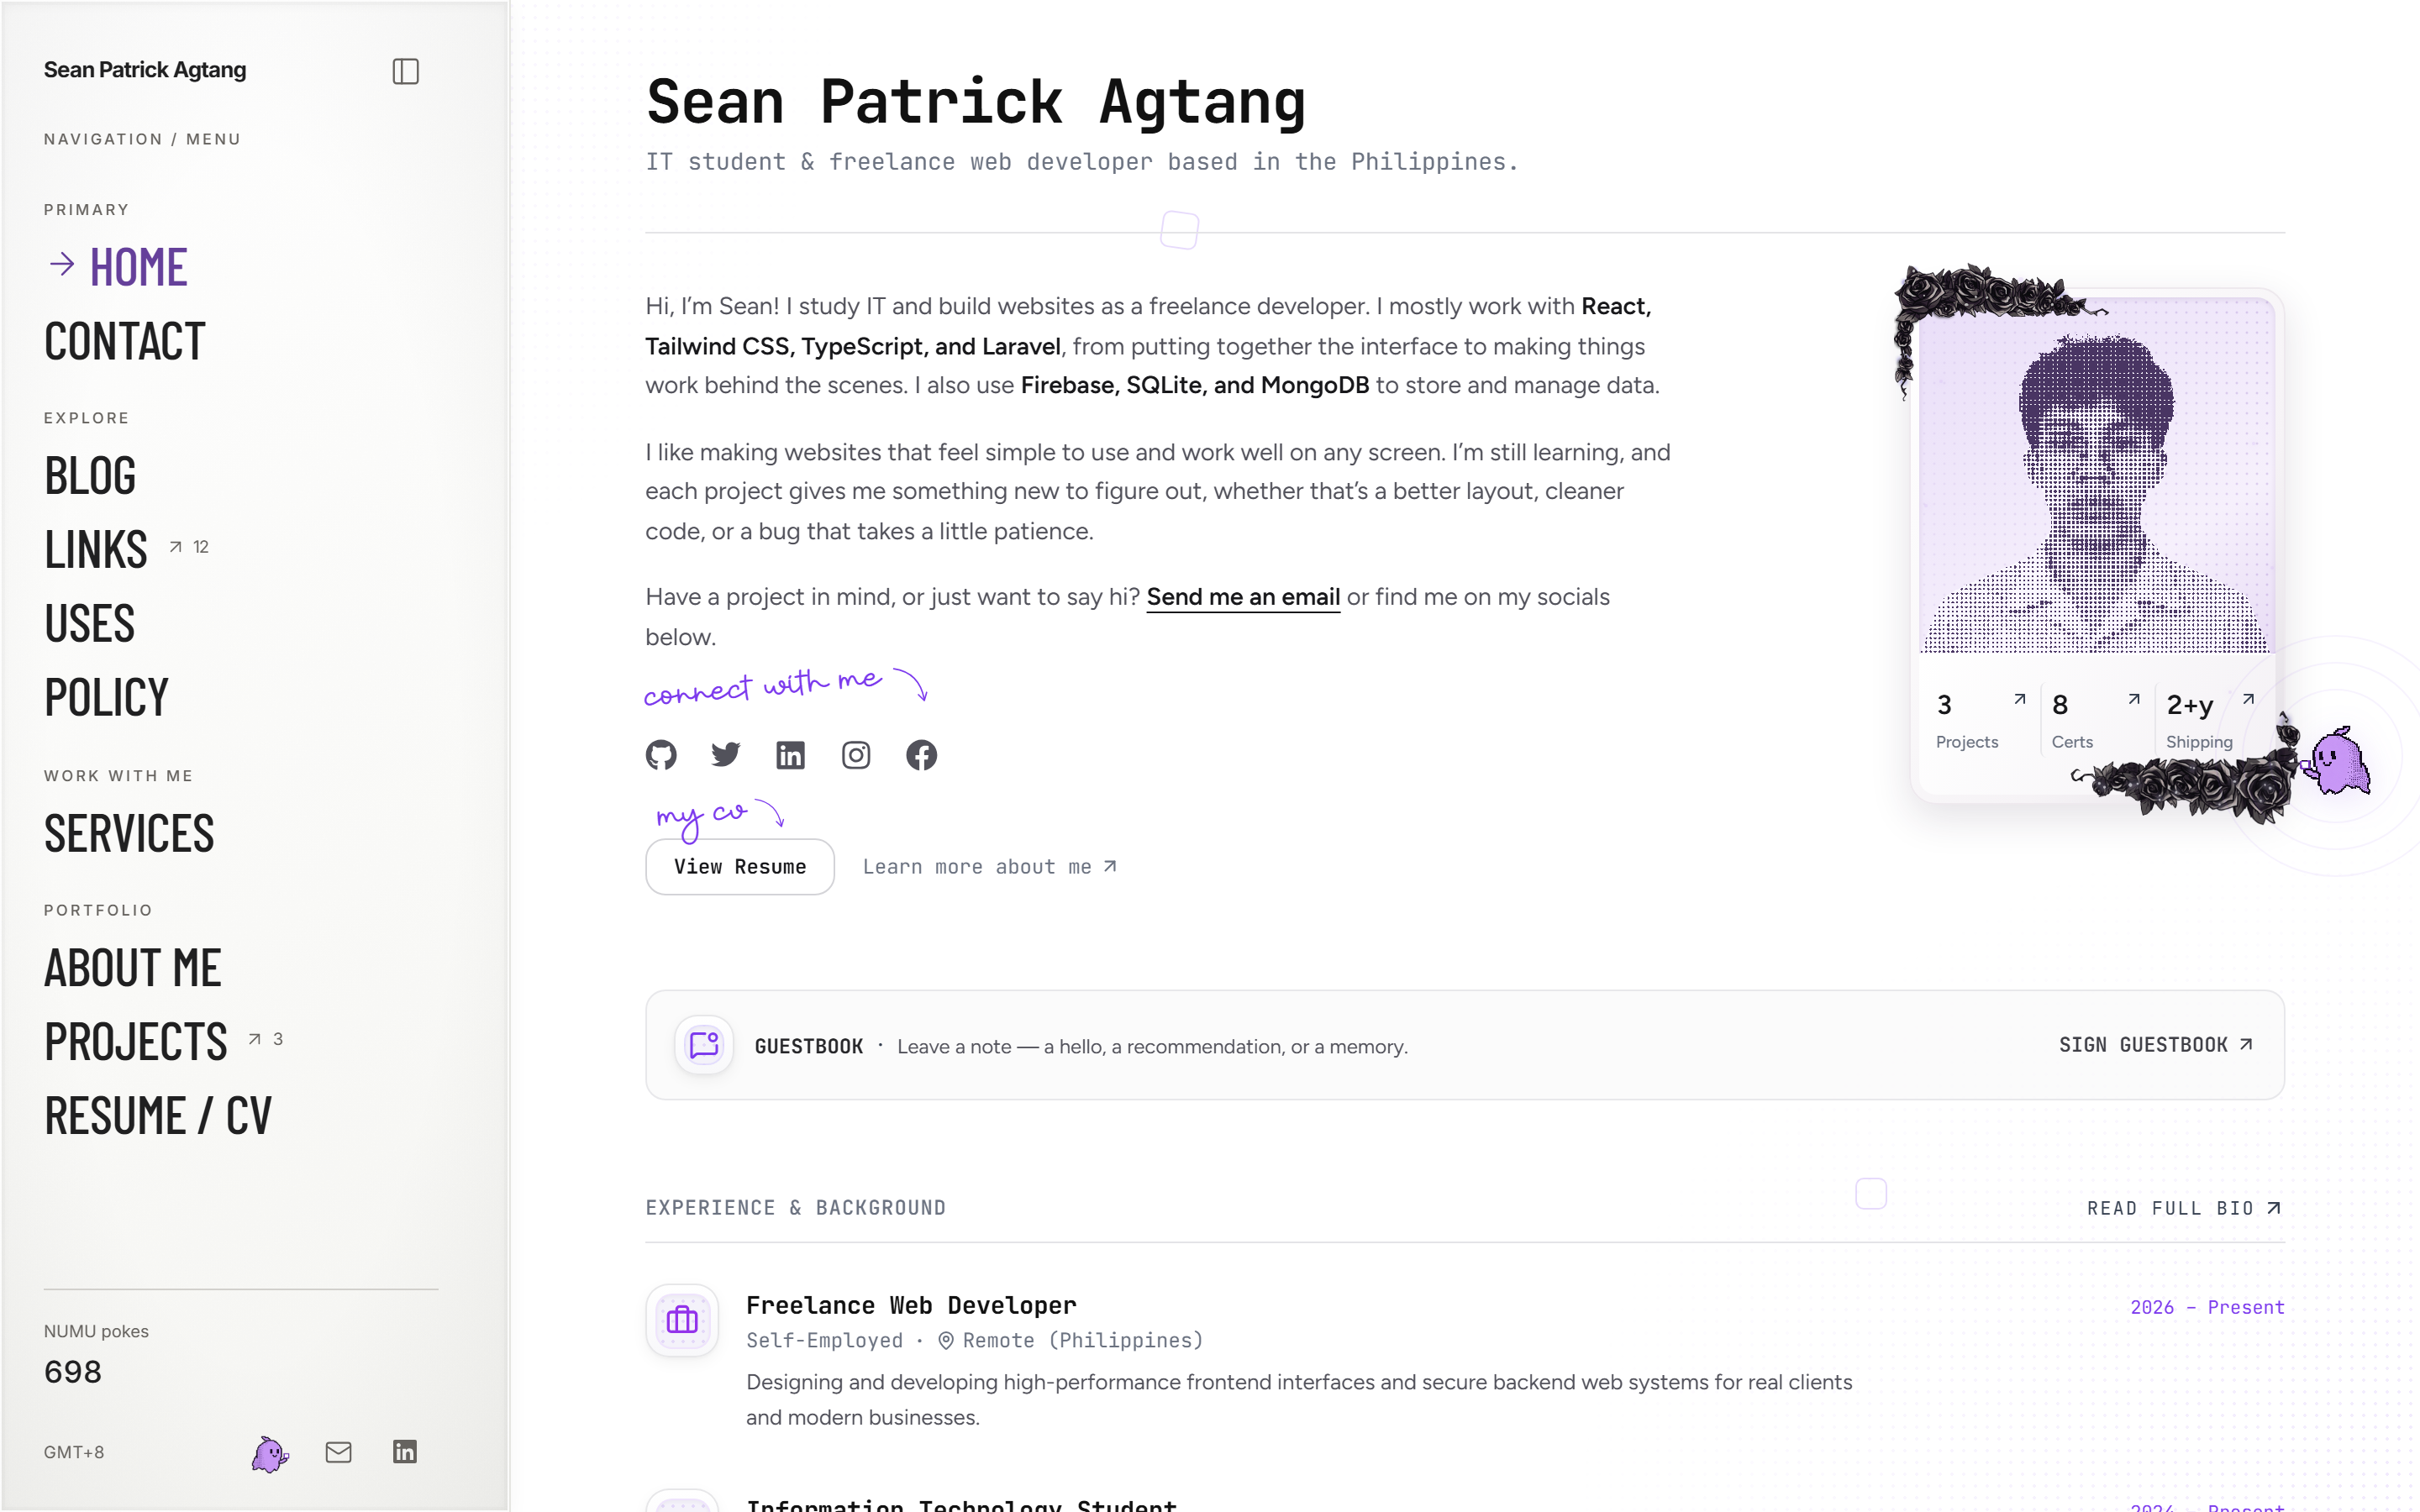 Sean Patrick Agtang
NAVIGATION / MENU
PRIMARY
HOME
CONTACT
EXPLORE
BLOG
LINKS 12
USES
POLICY
WORK WITH ME
SERVICES
PORTFOLIO
ABOUT ME
PROJECTS 3
RESUME / CV
NUMU pokes
698
GMT+8
Sean Patrick Agtang
IT student & freelance web developer based in the Philippines.
Hi, I’m Sean! I study IT and build websites as a freelance developer. I mostly work with React,
Tailwind CSS, TypeScript, and Laravel, from putting together the interface to making things
work behind the scenes. I also use Firebase, SQLite, and MongoDB to store and manage data.
I like making websites that feel simple to use and work well on any screen. I’m still learning, and
each project gives me something new to figure out, whether that’s a better layout, cleaner
code, or a bug that takes a little patience.
Have a project in mind, or just want to say hi? Send me an email or find me on my socials
below.
connect with me
my cv
View Resume Learn more about me
3 8 2+y
Projects Certs Shipping
GUESTBOOK · Leave a note — a hello, a recommendation, or a memory. SIGN GUESTBOOK
EXPERIENCE & BACKGROUND READ FULL BIO
Freelance Web Developer 2026 – Present
Self-Employed · Remote (Philippines)
Designing and developing high-performance frontend interfaces and secure backend web systems for real clients
and modern businesses.
Information Technology Student 2024 – Present